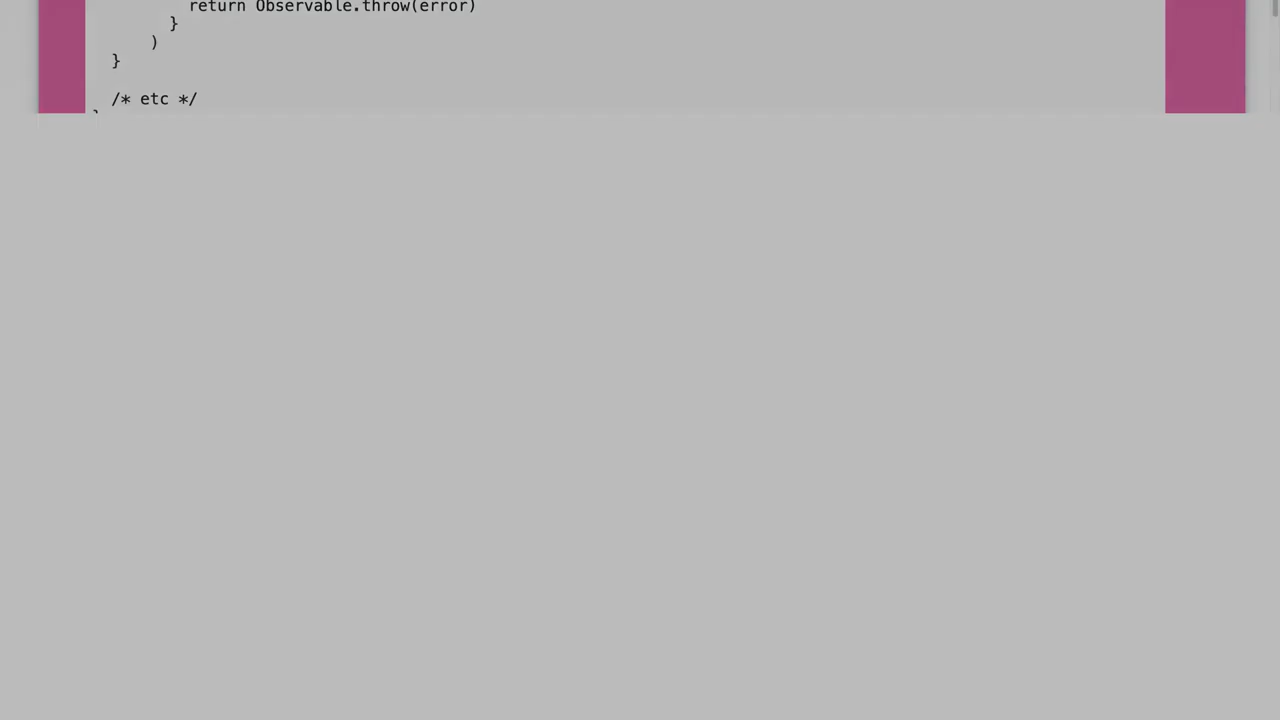 return Observable.throw(error)
}
)
}
/* etc */